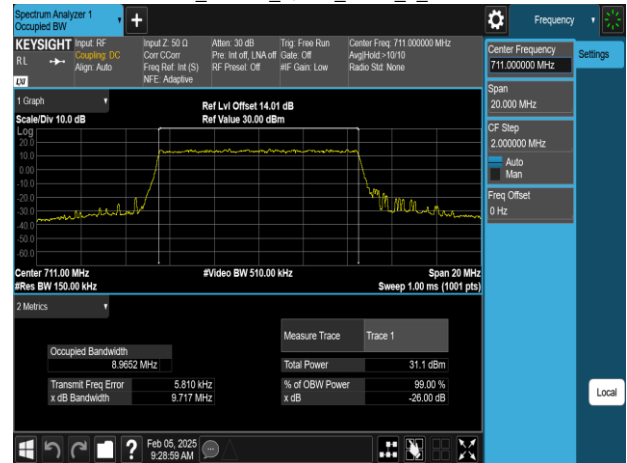 Spectrum Analyzer 1
Occupied BW
Frequency
KEYSIGHT
RL
LXI
Input: RF
Coupling: DC
Align: Auto
Input Z: 50 Ω
Corr CCorr
Freq Ref: Int (S)
NFE: Adaptive
Atten: 30 dB
Pre: Int off, LNA off
RF Preset: Off
Trig: Free Run
Gate: Off
#IF Gain: Low
Center Freq: 711.000000 MHz
Avg|Hold:>10/10
Radio Std: None
Center Frequency
711.000000 MHz
Settings
Span
20.000 MHz
CF Step
2.000000 MHz
Auto
Man
Freq Offset
0 Hz
Local
1 Graph
Scale/Div 10.0 dB
Ref Lvl Offset 14.01 dB
Ref Value 30.00 dBm
Log
20.0
10.0
0.00
-10.0
-20.0
-30.0
-40.0
-50.0
-60.0
Center 711.00 MHz
#Video BW 510.00 kHz
Span 20 MHz
#Res BW 150.00 kHz
Sweep 1.00 ms (1001 pts)
2 Metrics
Measure Trace
Trace 1
Occupied Bandwidth
8.9652 MHz
Total Power
31.1 dBm
Transmit Freq Error
5.810 kHz
% of OBW Power
99.00 %
x dB Bandwidth
9.717 MHz
x dB
-26.00 dB
?
Feb 05, 2025
9:28:59 AM